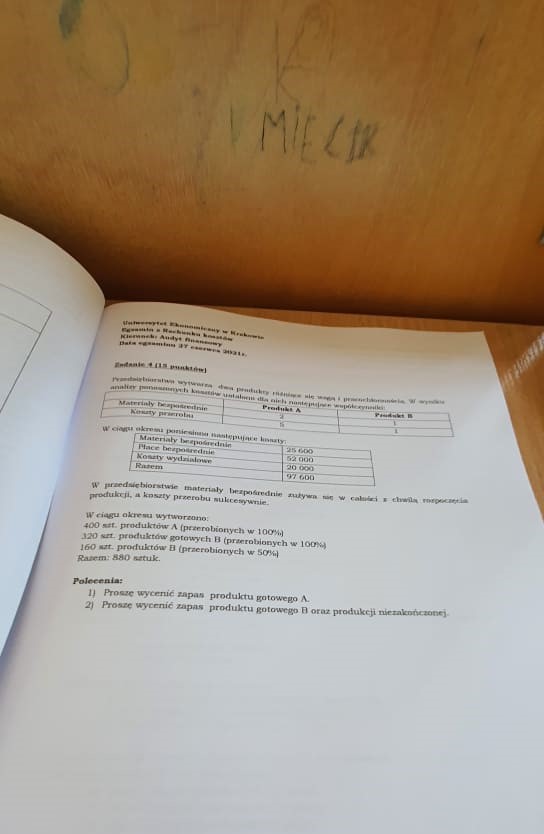 MIĘCIK
Uniwersytet Ekonomiczny w Krakowie
Egzamin z Rachunku kosztów
Kierunek: Audyt finansowy
Data egzaminu 27 czerwca 2021r.
Zadanie 4 (15 punktów)
Przedsiębiorstwo wytwarza dwa produkty różniące się wagą i pracochłonnością. W wyniku
analizy ponoszonych kosztów ustalono dla nich następujące współczynniki:
Produkt A Produkt B
Materiały bezpośrednie 2 1
Koszty przerobu 5 1
W ciągu okresu poniesiono następujące koszty:
Materiały bezpośrednie 25 600
Płace bezpośrednie 52 000
Koszty wydziałowe 20 000
Razem 97 600
W przedsiębiorstwie materiały bezpośrednie zużywa się w całości z chwilą rozpoczęcia
produkcji, a koszty przerobu sukcesywnie.
W ciągu okresu wytworzono:
400 szt. produktów A (przerobionych w 100%)
320 szt. produktów gotowych B (przerobionych w 100%)
160 szt. produktów B (przerobionych w 50%)
Razem: 880 sztuk.
Polecenia:
1) Proszę wycenić zapas produktu gotowego A.
2) Proszę wycenić zapas produktu gotowego B oraz produkcji niezakończonej.